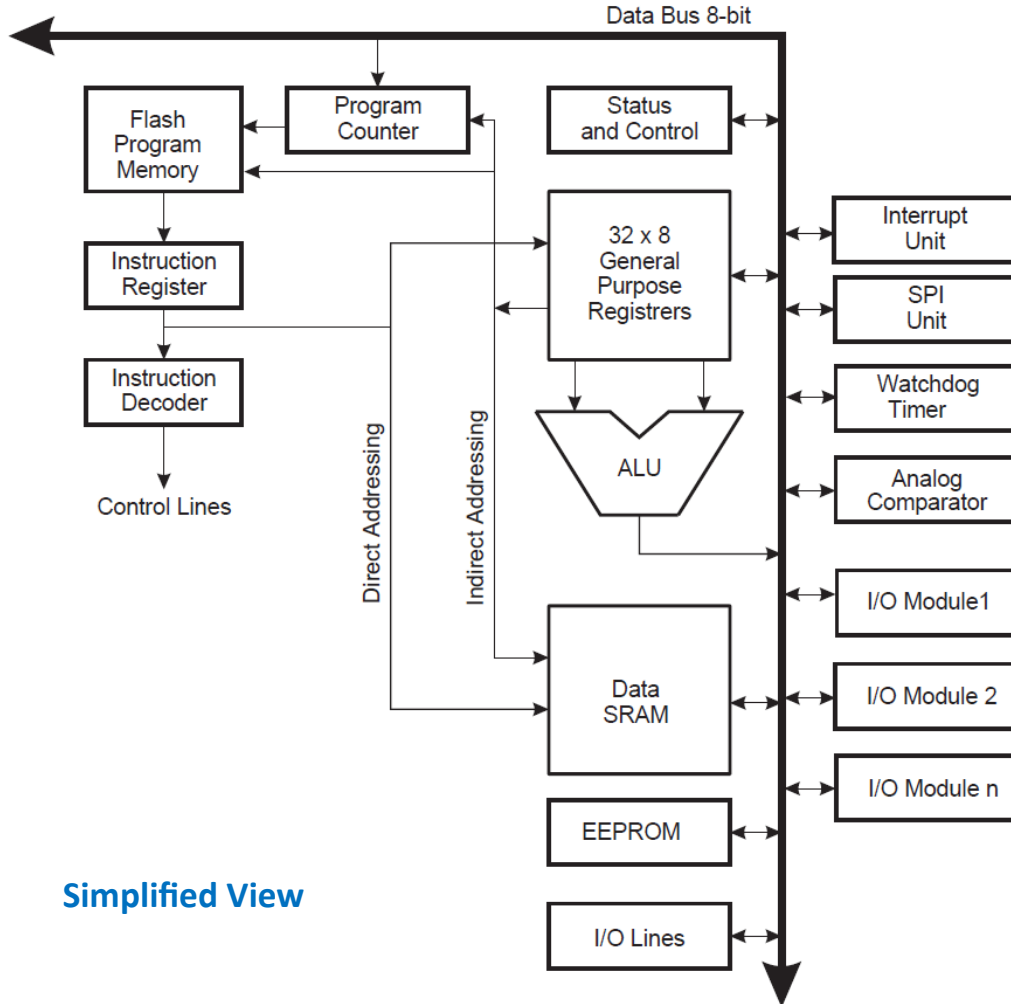 Data Bus 8-bit
Flash
Program
Memory
Program
Counter
Status
and Control
Interrupt
Unit
32 x 8
General
Purpose
Registrers
Instruction
Register
SPI
Unit
Instruction
Decoder
Watchdog
Timer
ALU
Control Lines
Direct Addressing
Indirect Addressing
Analog
Comparator
I/O Module1
Data
SRAM
I/O Module 2
I/O Module n
EEPROM
Simplified View
I/O Lines